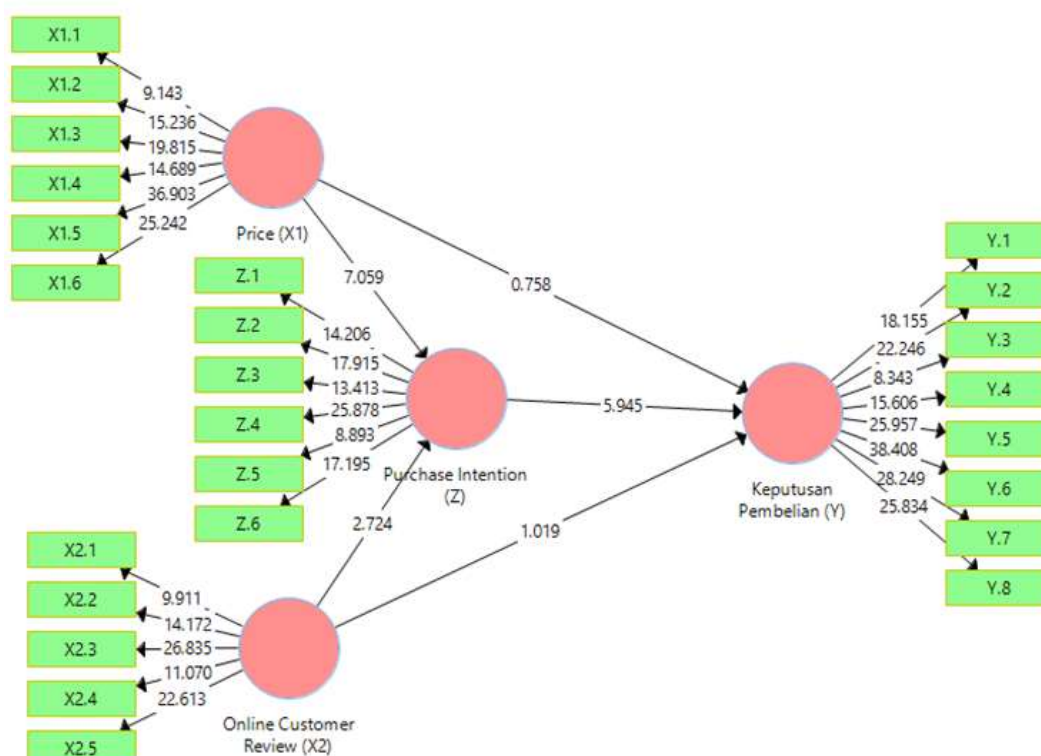 X1.1
X1.2
X1.3
X1.4
X1.5
X1.6
9.143
15.236
19.815
14.689
36.903
25.242
Price (X1)
7.059
0.758
Z.1
Z.2
Z.3
Z.4
Z.5
Z.6
14.206
17.915
13.413
25.878
8.893
17.195
Purchase Intention
(Z)
5.945
2.724
1.019
X2.1
X2.2
X2.3
X2.4
X2.5
9.911
14.172
26.835
11.070
22.613
Online Customer
Review (X2)
Keputusan
Pembelian (Y)
18.155
22.246
8.343
15.606
25.957
38.408
28.249
25.834
Y.1
Y.2
Y.3
Y.4
Y.5
Y.6
Y.7
Y.8